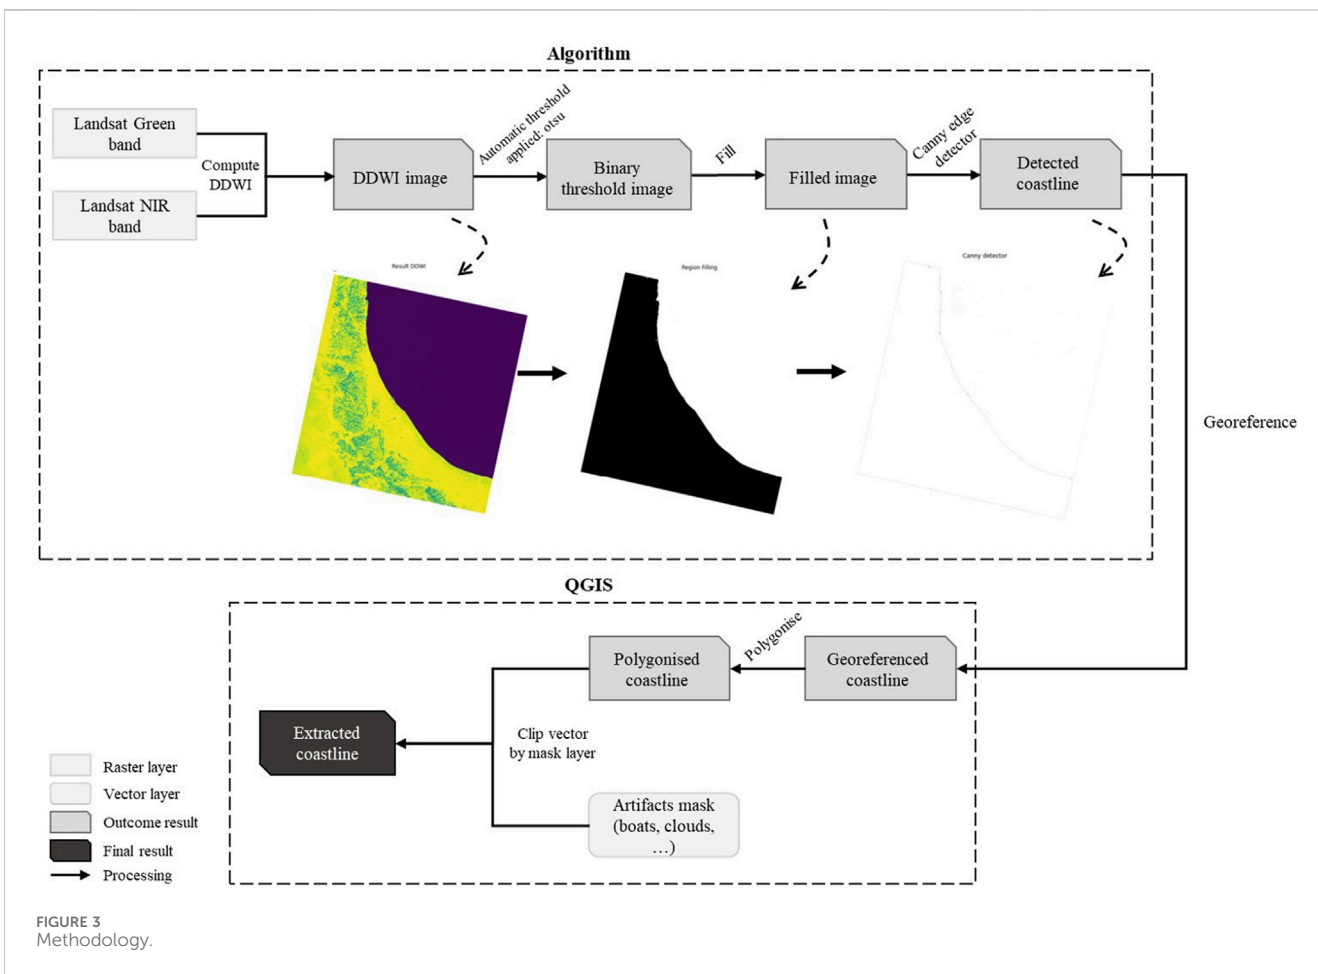 Algorithm
Landsat Green
band
Landsat NIR
band
Compute
DDWI
DDWI image
Automatic threshold
applied: otsu
Binary
threshold image
Fill
Filled image
Canny edge
detector
Detected
coastline
Result DDWI
Region Filling
Canny detector
Georeference
QGIS
Georeferenced
coastline
Polygonise
Polygonised
coastline
Clip vector
by mask layer
Artifacts mask
(boats, clouds,
…)
Extracted
coastline
Raster layer
Vector layer
Outcome result
Final result
Processing
FIGURE 3
Methodology.